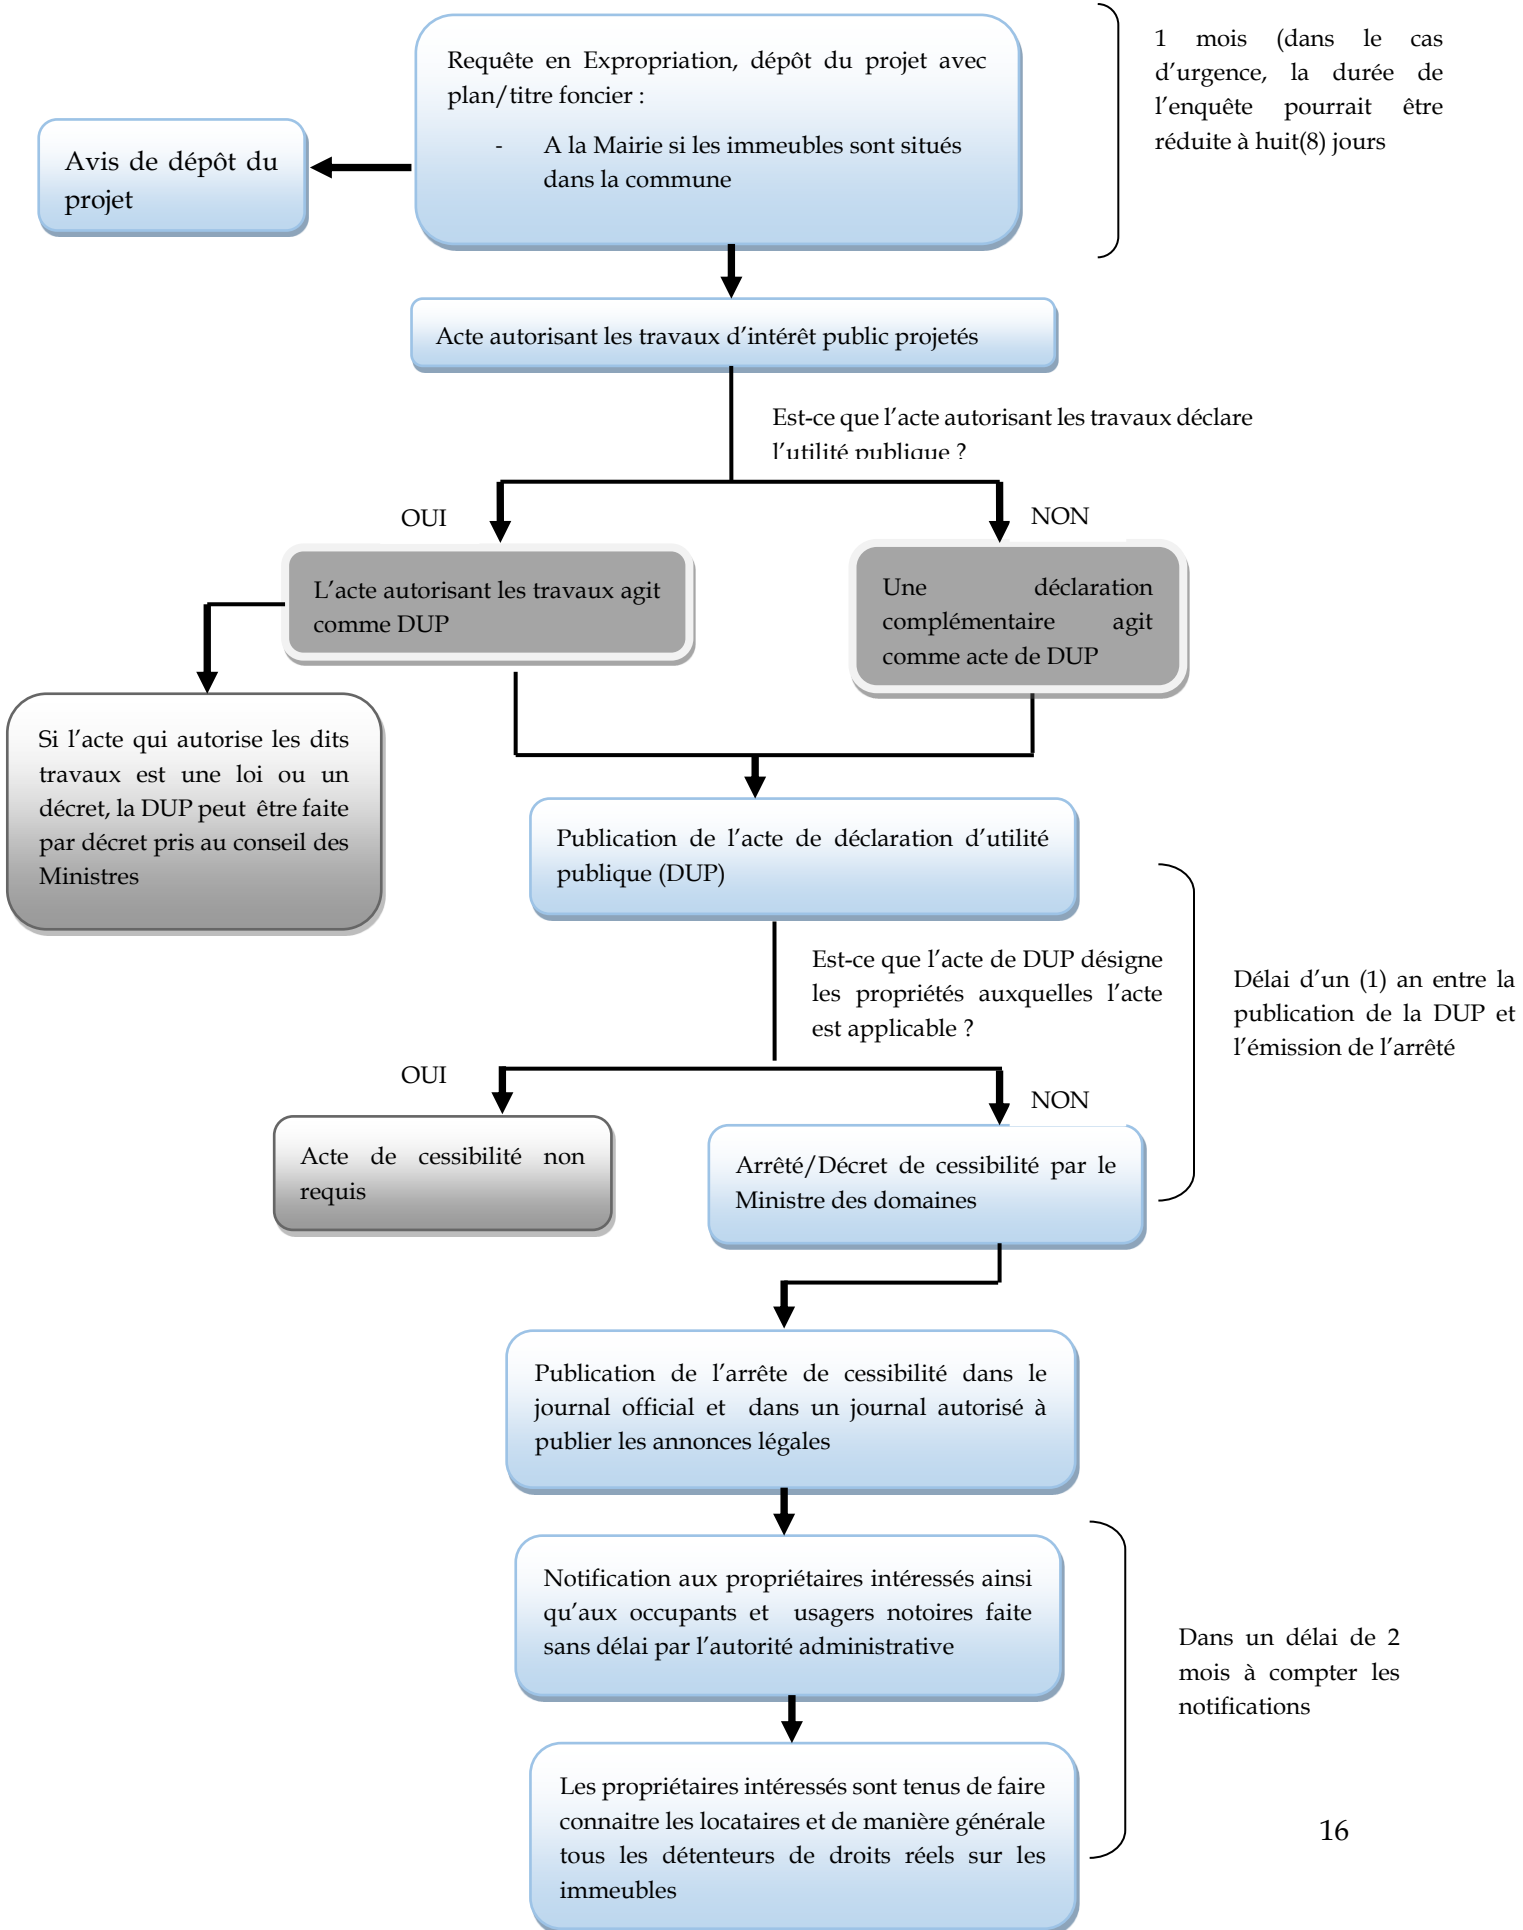 Requête en Expropriation, dépôt du projet avec
plan/titre foncier :
- A la Mairie si les immeubles sont situés
dans la commune
1 mois (dans le cas
d’urgence, la durée de
l’enquête pourrait être
réduite à huit(8) jours
Avis de dépôt du
projet
Acte autorisant les travaux d’intérêt public projetés
Est-ce que l’acte autorisant les travaux déclare
l’utilité publique ?
OUI
NON
L’acte autorisant les travaux agit
comme DUP
Une déclaration
complémentaire agit
comme acte de DUP
Si l’acte qui autorise les dits
travaux est une loi ou un
décret, la DUP peut être faite
par décret pris au conseil des
Ministres
Publication de l’acte de déclaration d’utilité
publique (DUP)
Est-ce que l’acte de DUP désigne
les propriétés auxquelles l’acte
est applicable ?
Délai d’un (1) an entre la
publication de la DUP et
l’émission de l’arrêté
OUI
NON
Acte de cessibilité non
requis
Arrêté/Décret de cessibilité par le
Ministre des domaines
Publication de l’arrête de cessibilité dans le
journal official et dans un journal autorisé à
publier les annonces légales
Notification aux propriétaires intéressés ainsi
qu’aux occupants et usagers notoires faite
sans délai par l’autorité administrative
Dans un délai de 2
mois à compter les
notifications
Les propriétaires intéressés sont tenus de faire
connaitre les locataires et de manière générale
tous les détenteurs de droits réels sur les
immeubles
16